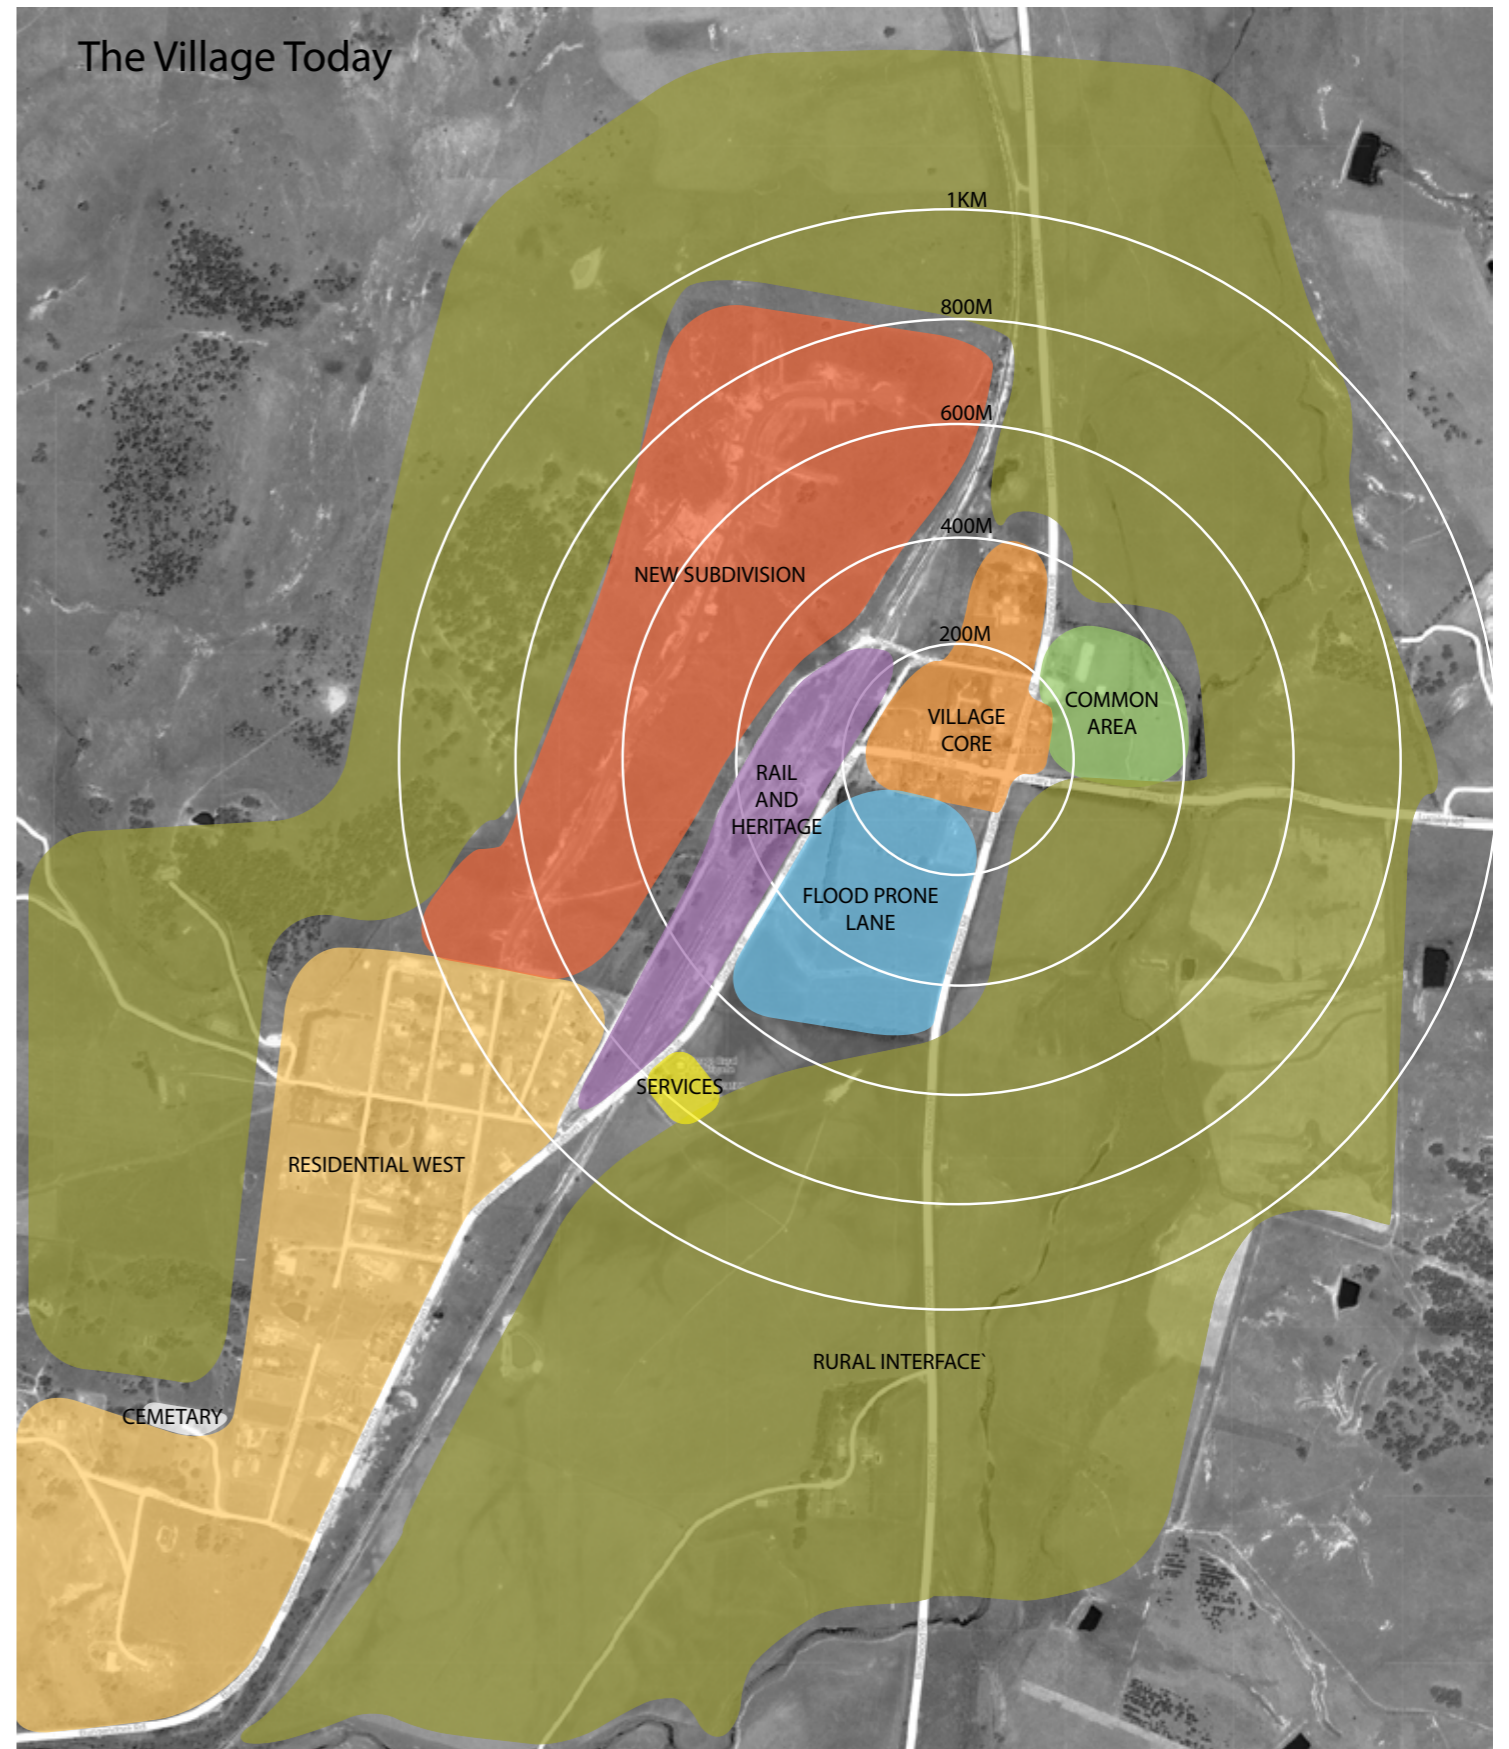 The Village Today
1KM
800M
600M
400M
NEW SUBDIVISION
200M
COMMON
AREA
VILLAGE
CORE
RAIL
AND
HERITAGE
FLOOD PRONE
LANE
SERVICES
RESIDENTIAL WEST
RURAL INTERFACE`
CEMETARY